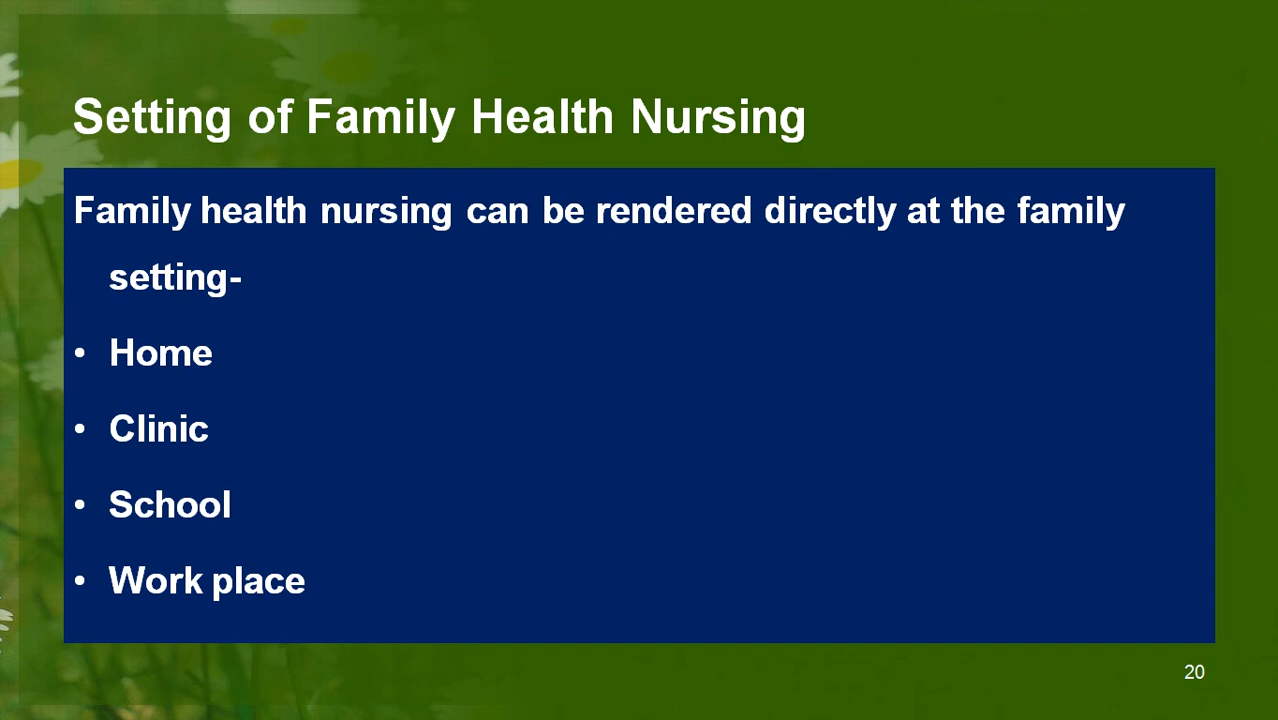 Setting of Family Health Nursing
Family health nursing can be rendered directly at the family
setting-
• Home
• Clinic
• School
• Work place
20